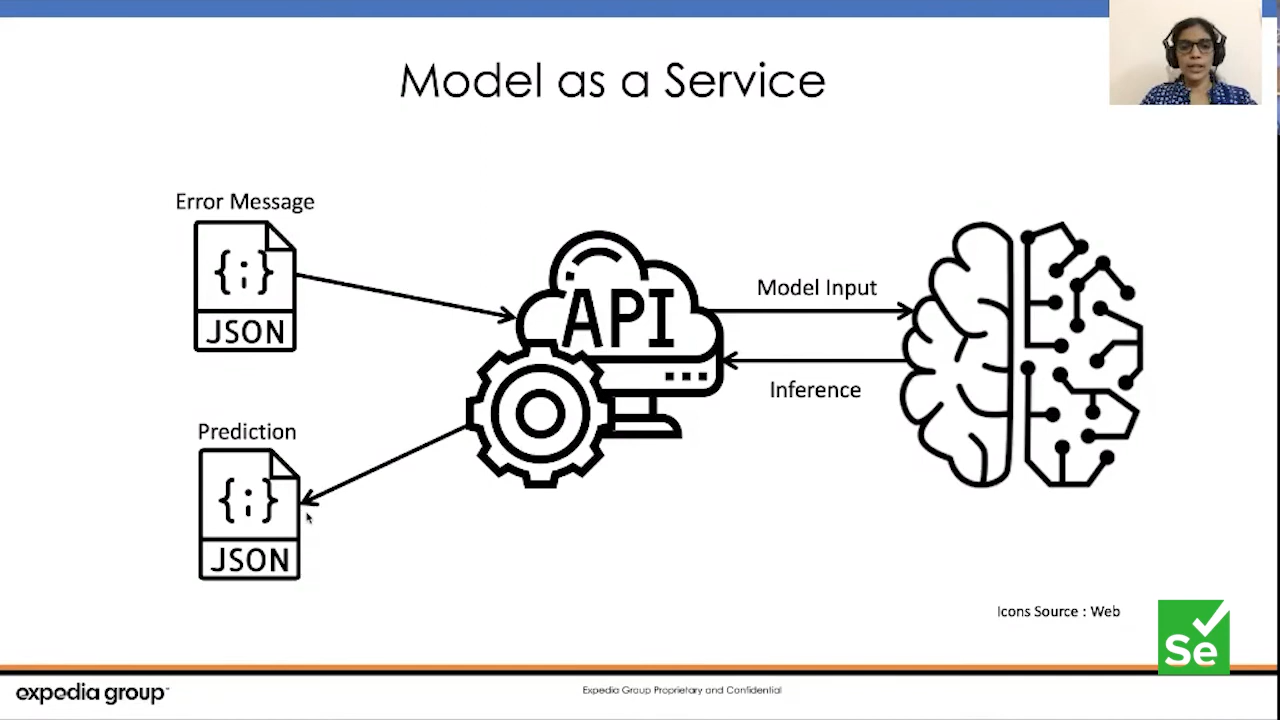 Model as a Service
Error Message
{;}
JSON
API
Model Input
Inference
Prediction
{;}
JSON
Icons Source : Web
Se
expedia group™
Expedia Group Proprietary and Confidential